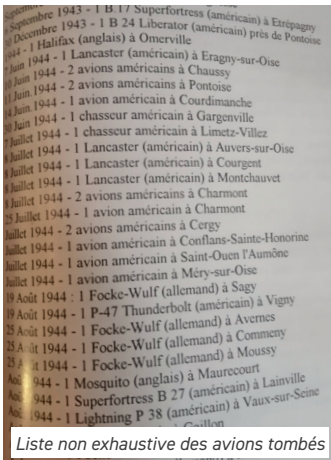 Septembre 1943 - 1 B.17 Superfortress (américain) à Etrépagny
Décembre 1943 - 1 B 24 Liberator (américain) près de Pontoise
1944 - 1 Halifax (anglais) à Omerville
Juin 1944 - 1 Lancaster (américain) à Eragny-sur-Oise
Juin 1944 - 2 avions américains à Chaussy
Juin 1944 - 2 avions américains à Pontoise
Juin 1944 - 1 avion américain à Courdimanche
Juin 1944 - 1 chasseur américain à Gargenville
Juillet 1944 - 1 chasseur américain à Limetz-Villez
Juillet 1944 - 1 Lancaster (américain) à Auvers-sur-Oise
Juillet 1944 - 1 Lancaster (américain) à Courgent
Juillet 1944 - 1 Lancaster (américain) à Montchauvet
Juillet 1944 - 2 avions américains à Charmont
25 Juillet 1944 - 1 avion américain à Charmont
Juillet 1944 - 2 avions américains à Cergy
Juillet 1944 - 1 avion américain à Conflans-Sainte-Honorine
Juillet 1944 - 1 avion américain à Saint-Ouen l'Aumône
Juillet 1944 - 1 avion américain à Méry-sur-Oise
19 Août 1944 : 1 Focke-Wulf (allemand) à Sagy
19 Août 1944 - 1 P-47 Thunderbolt (américain) à Vigny
25 Août 1944 - 1 Focke-Wulf (allemand) à Avernes
25 Août 1944 - 1 Focke-Wulf (allemand) à Commeny
25 Août 1944 - 1 Focke-Wulf (allemand) à Moussy
Août 1944 - 1 Mosquito (anglais) à Maurecourt
Août 1944 - 1 Superfortress B 27 (américain) à Lainville
Août 1944 - 1 Lightning P 38 (américain) à Vaux-sur-Seine
à Gaillon
Liste non exhaustive des avions tombés